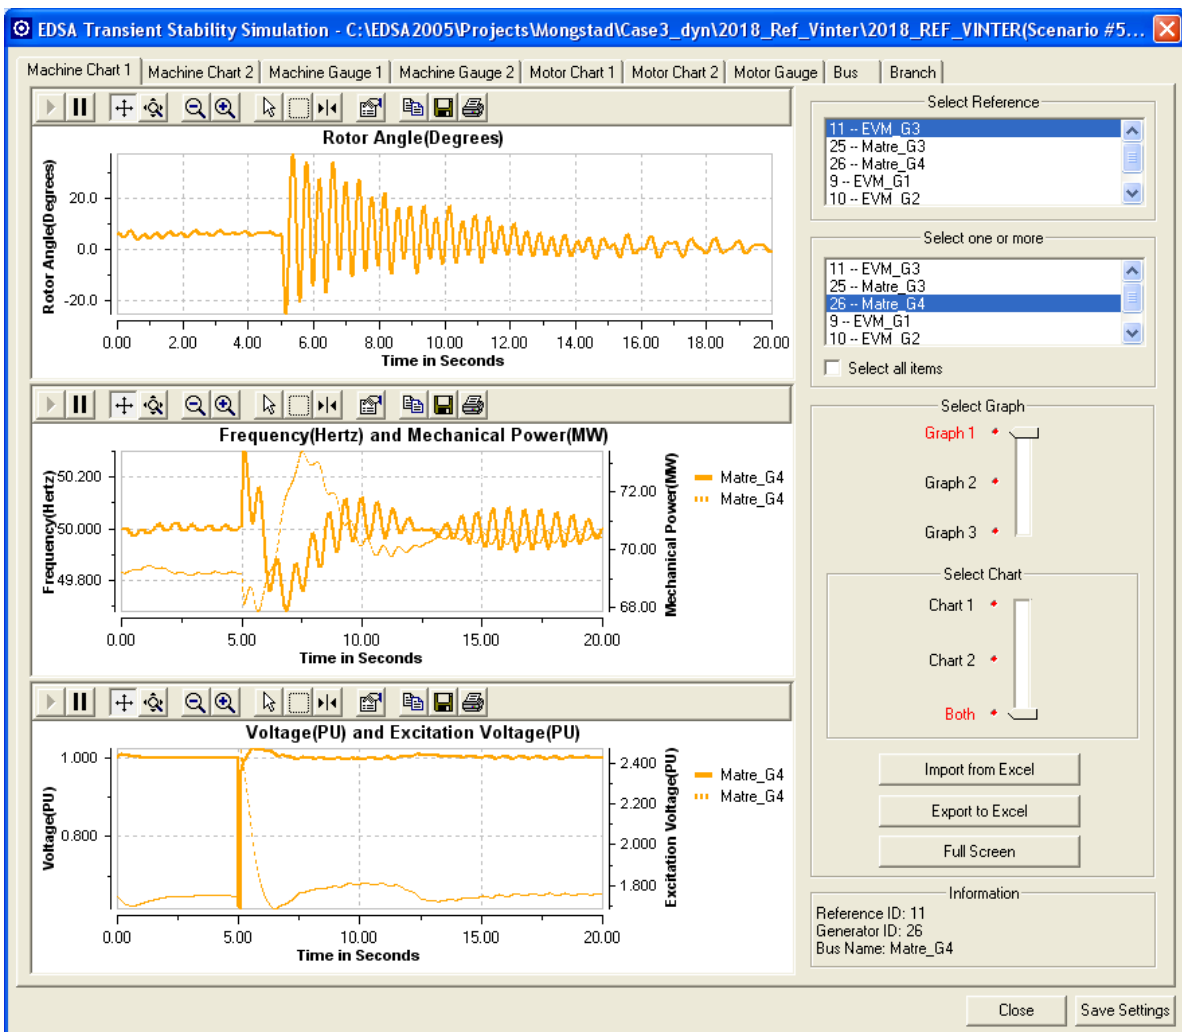 EDSA Transient Stability Simulation - C:\EDSA2005\Projects\Mongstad\Case3_dyn\2018_Ref_Vinter\2018_REF_VINTER(Scenario #5...
Machine Chart 1 Machine Chart 2 Machine Gauge 1 Machine Gauge 2 Motor Chart 1 Motor Chart 2 Motor Gauge Bus Branch
Rotor Angle(Degrees)
Rotor Angle(Degrees)
20.0
0.0
-20.0
0.00 2.00 4.00 6.00 8.00 10.00 12.00 14.00 16.00 18.00 20.00
Time in Seconds
Frequency(Hertz) and Mechanical Power(MW)
Frequency(Hertz)
50.200
50.000
49.800
72.00
70.00
68.00
Mechanical Power(MW)
Matre_G4
Matre_G4
0.00 5.00 10.00 15.00 20.00
Time in Seconds
Voltage(PU) and Excitation Voltage(PU)
Voltage(PU)
1.000
0.800
2.400
2.200
2.000
1.800
Excitation Voltage(PU)
Matre_G4
Matre_G4
0.00 5.00 10.00 15.00 20.00
Time in Seconds
Select Reference
11 -- EVM_G3
25 -- Matre_G3
26 -- Matre_G4
9 -- EVM_G1
10 -- EVM_G2
Select one or more
11 -- EVM_G3
25 -- Matre_G3
26 -- Matre_G4
9 -- EVM_G1
10 -- EVM_G2
Select all items
Select Graph
Graph 1
Graph 2
Graph 3
Select Chart
Chart 1
Chart 2
Both
Import from Excel
Export to Excel
Full Screen
Information
Reference ID: 11
Generator ID: 26
Bus Name: Matre_G4
Close Save Settings